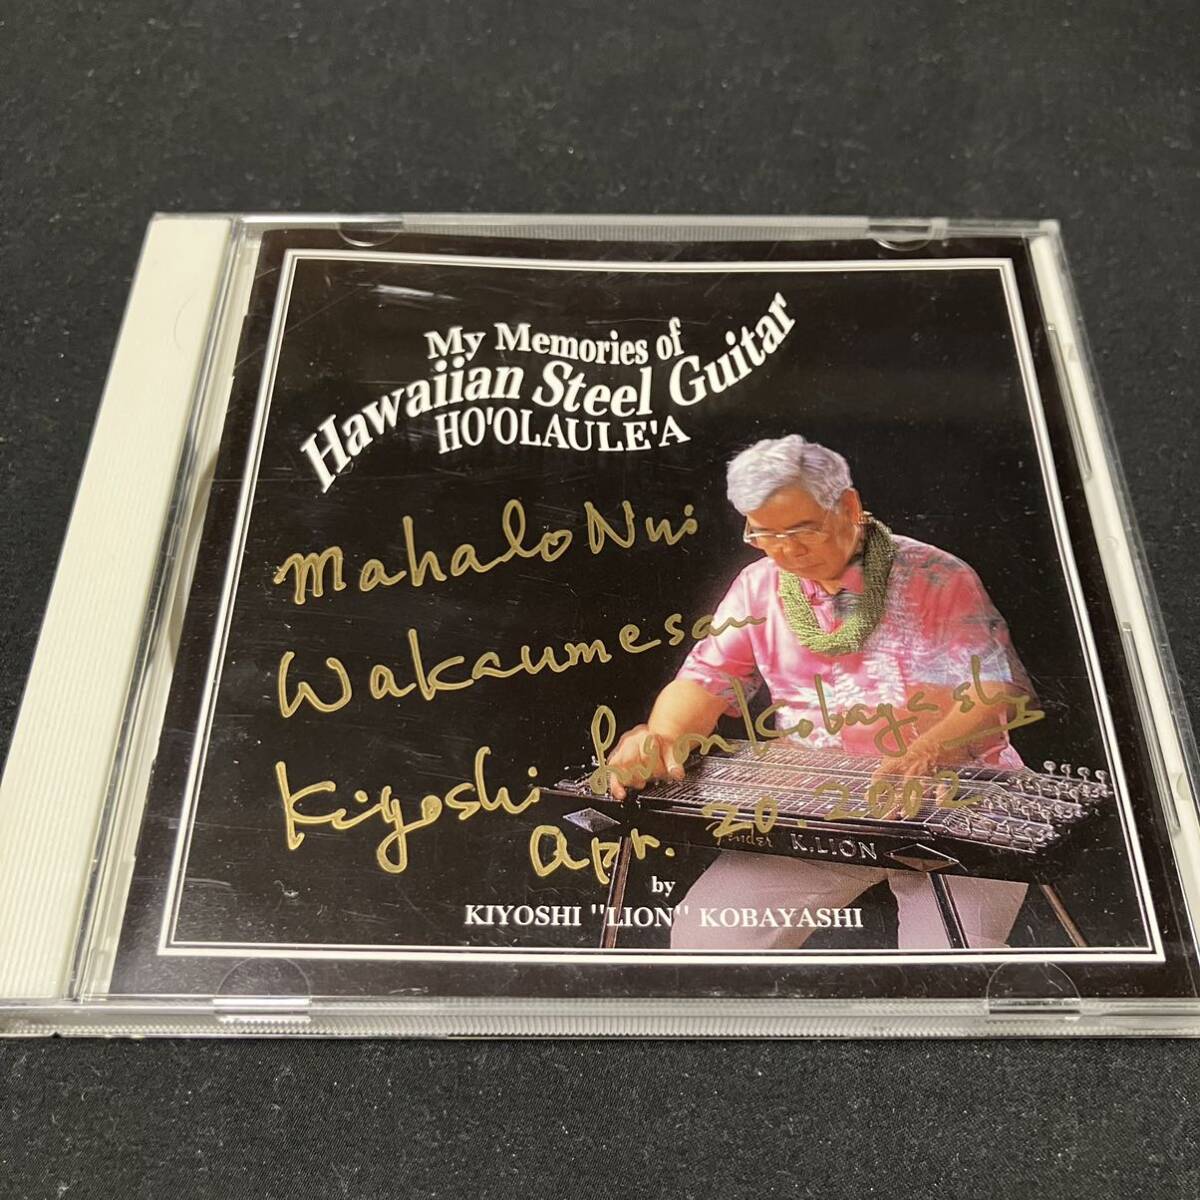 My Memories of
Hawaiian Steel Guitar
HO'OLAULE'A
Mahalo Nui
Wakaumesan
Kiyoshi Lion Kobayashi
Apr. 20. 2002
Fender K.LION
by
KIYOSHI "LION" KOBAYASHI